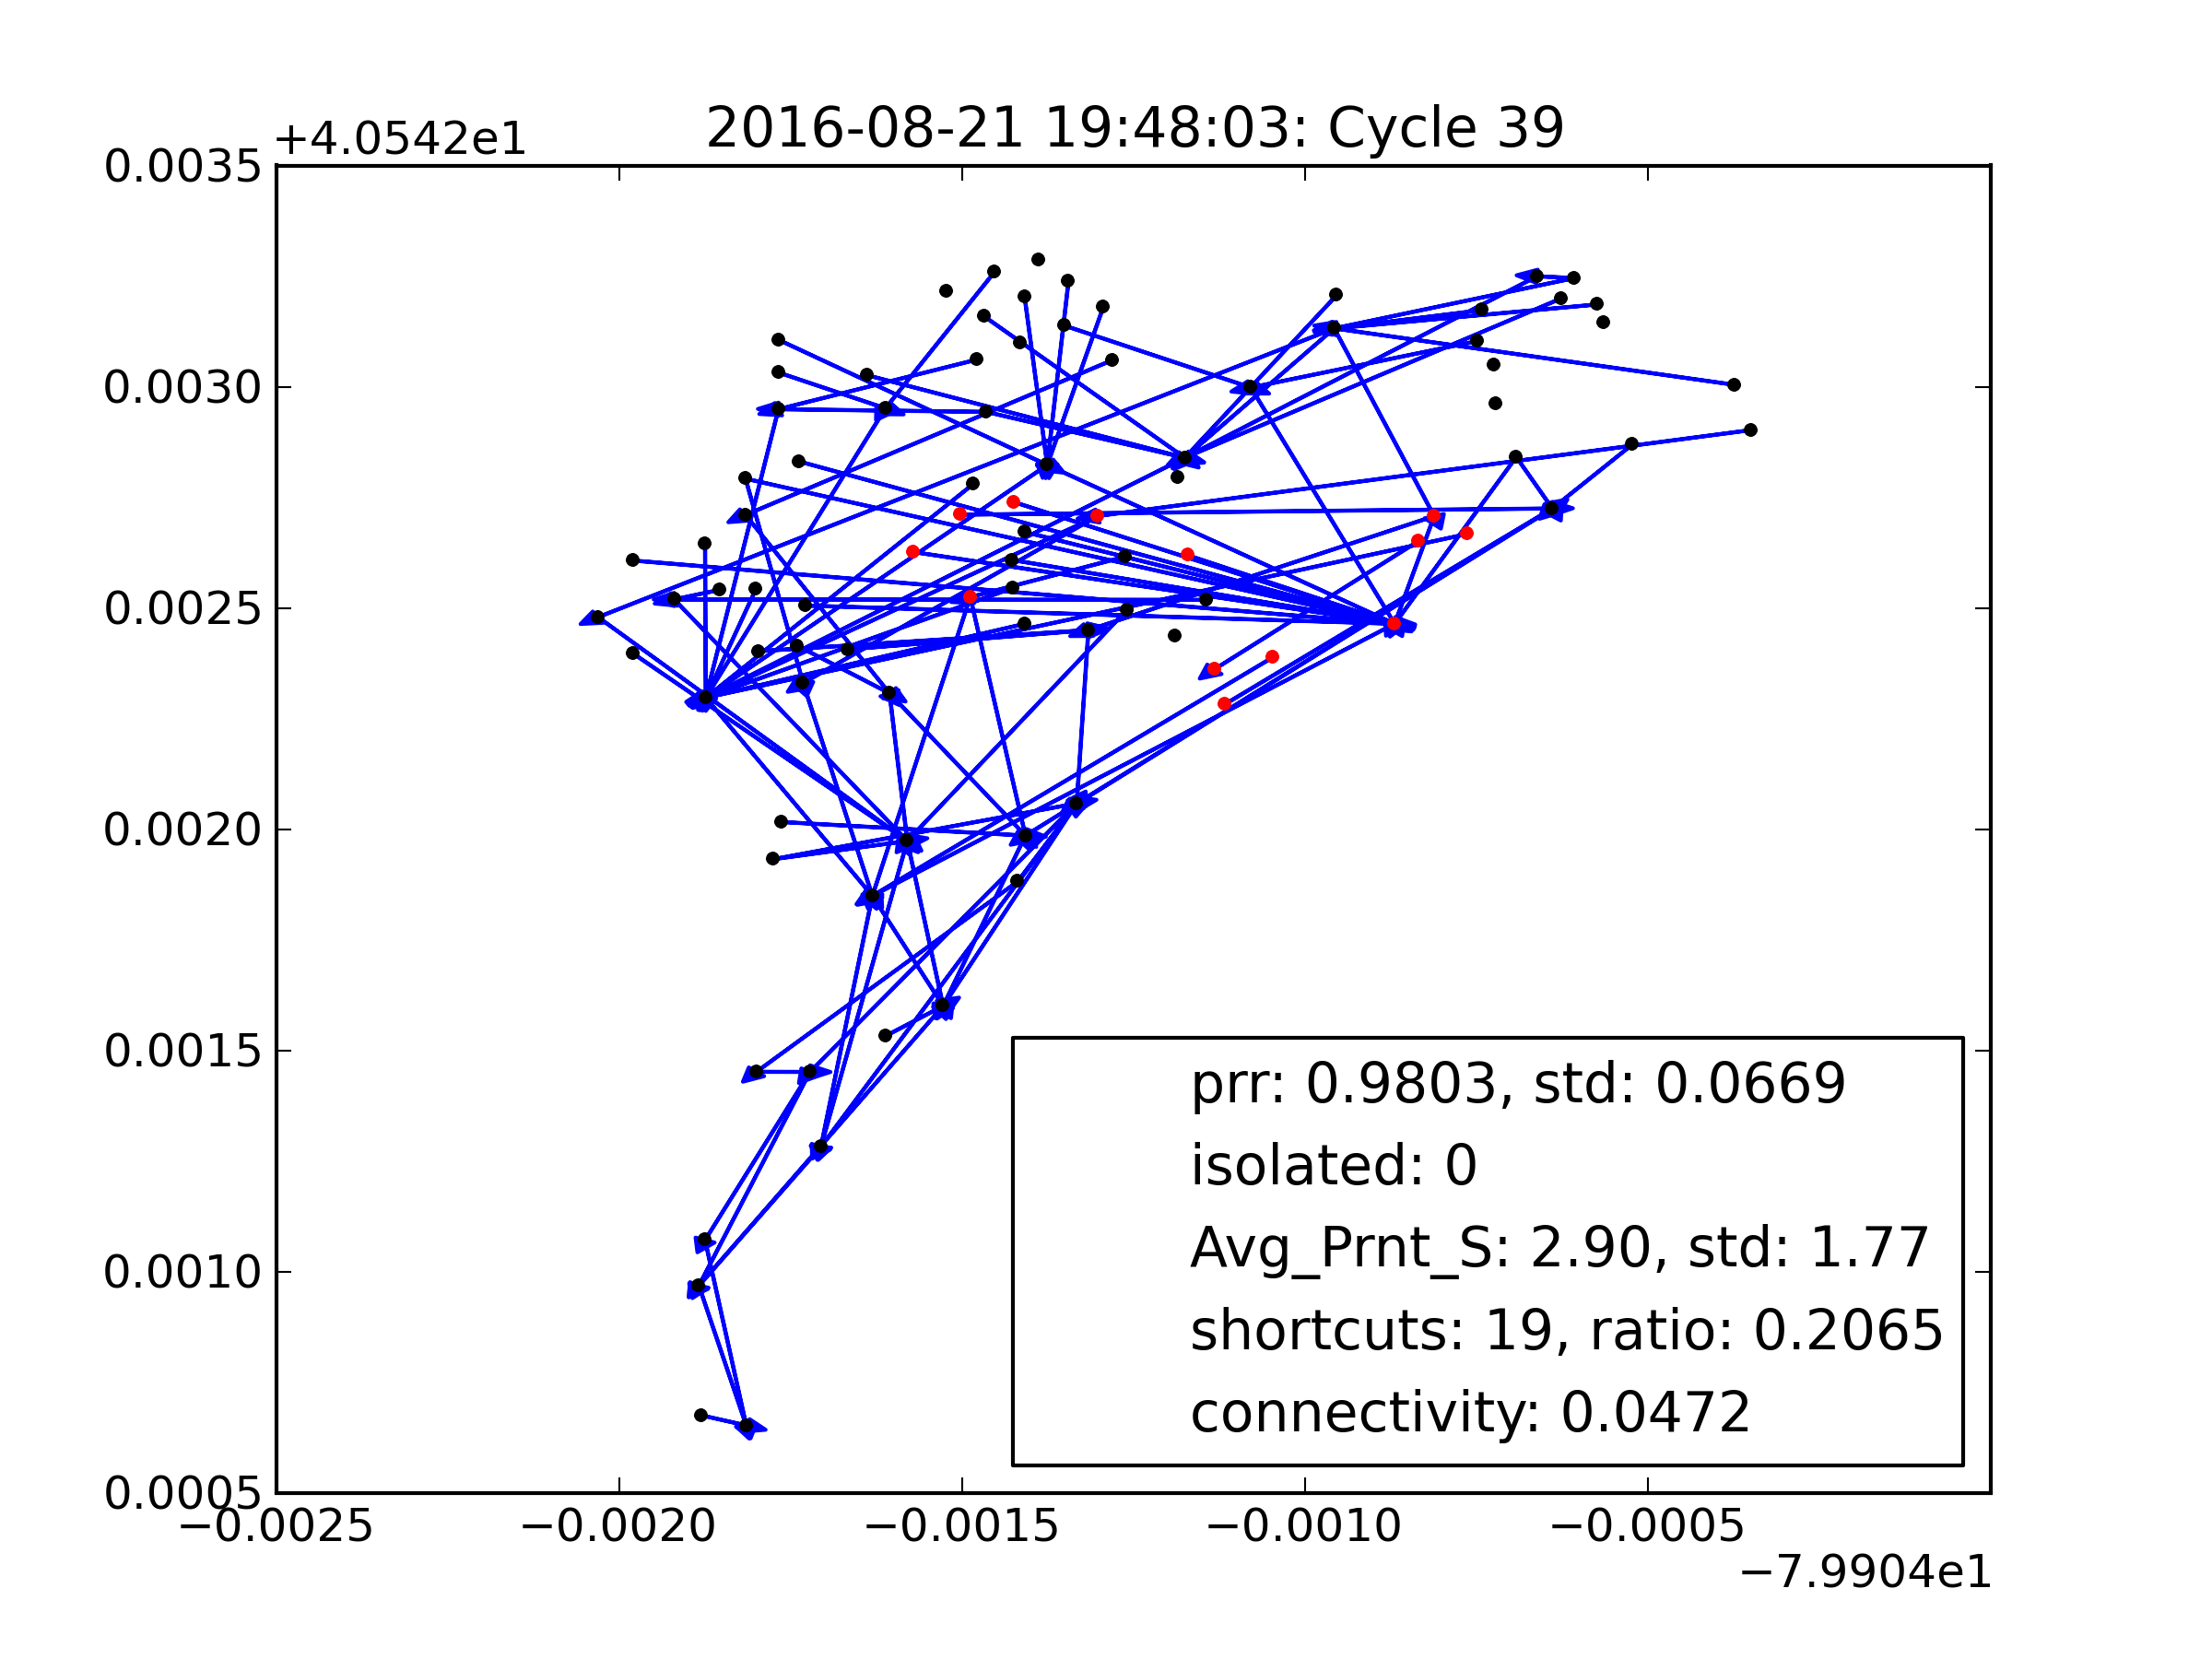 2016-08-21 19:48:03: Cycle 39
+4.0542e1
0.0035
0.0030
0.0025
0.0020
0.0015
0.0010
0.0005
prr: 0.9803, std: 0.0669
isolated: 0
Avg_Prnt_S: 2.90, std: 1.77
shortcuts: 19, ratio: 0.2065
connectivity: 0.0472
−0.0025 −0.0020 −0.0015 −0.0010 −0.0005
−7.9904e1